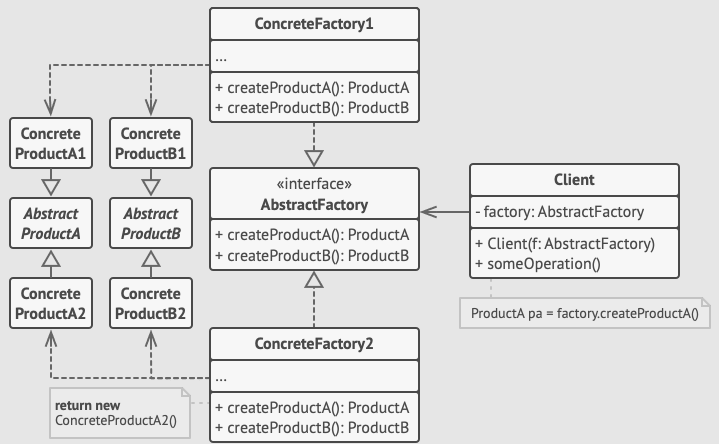 ConcreteFactory1
...
+ createProductA(): ProductA
+ createProductB(): ProductB
Concrete
ProductA1
Concrete
ProductB1
Abstract
ProductA
Abstract
ProductB
Concrete
ProductA2
Concrete
ProductB2
«interface»
AbstractFactory
+ createProductA(): ProductA
+ createProductB(): ProductB
Client
- factory: AbstractFactory
+ Client(f: AbstractFactory)
+ someOperation()
ProductA pa = factory.createProductA()
ConcreteFactory2
...
+ createProductA(): ProductA
+ createProductB(): ProductB
return new
ConcreteProductA2()